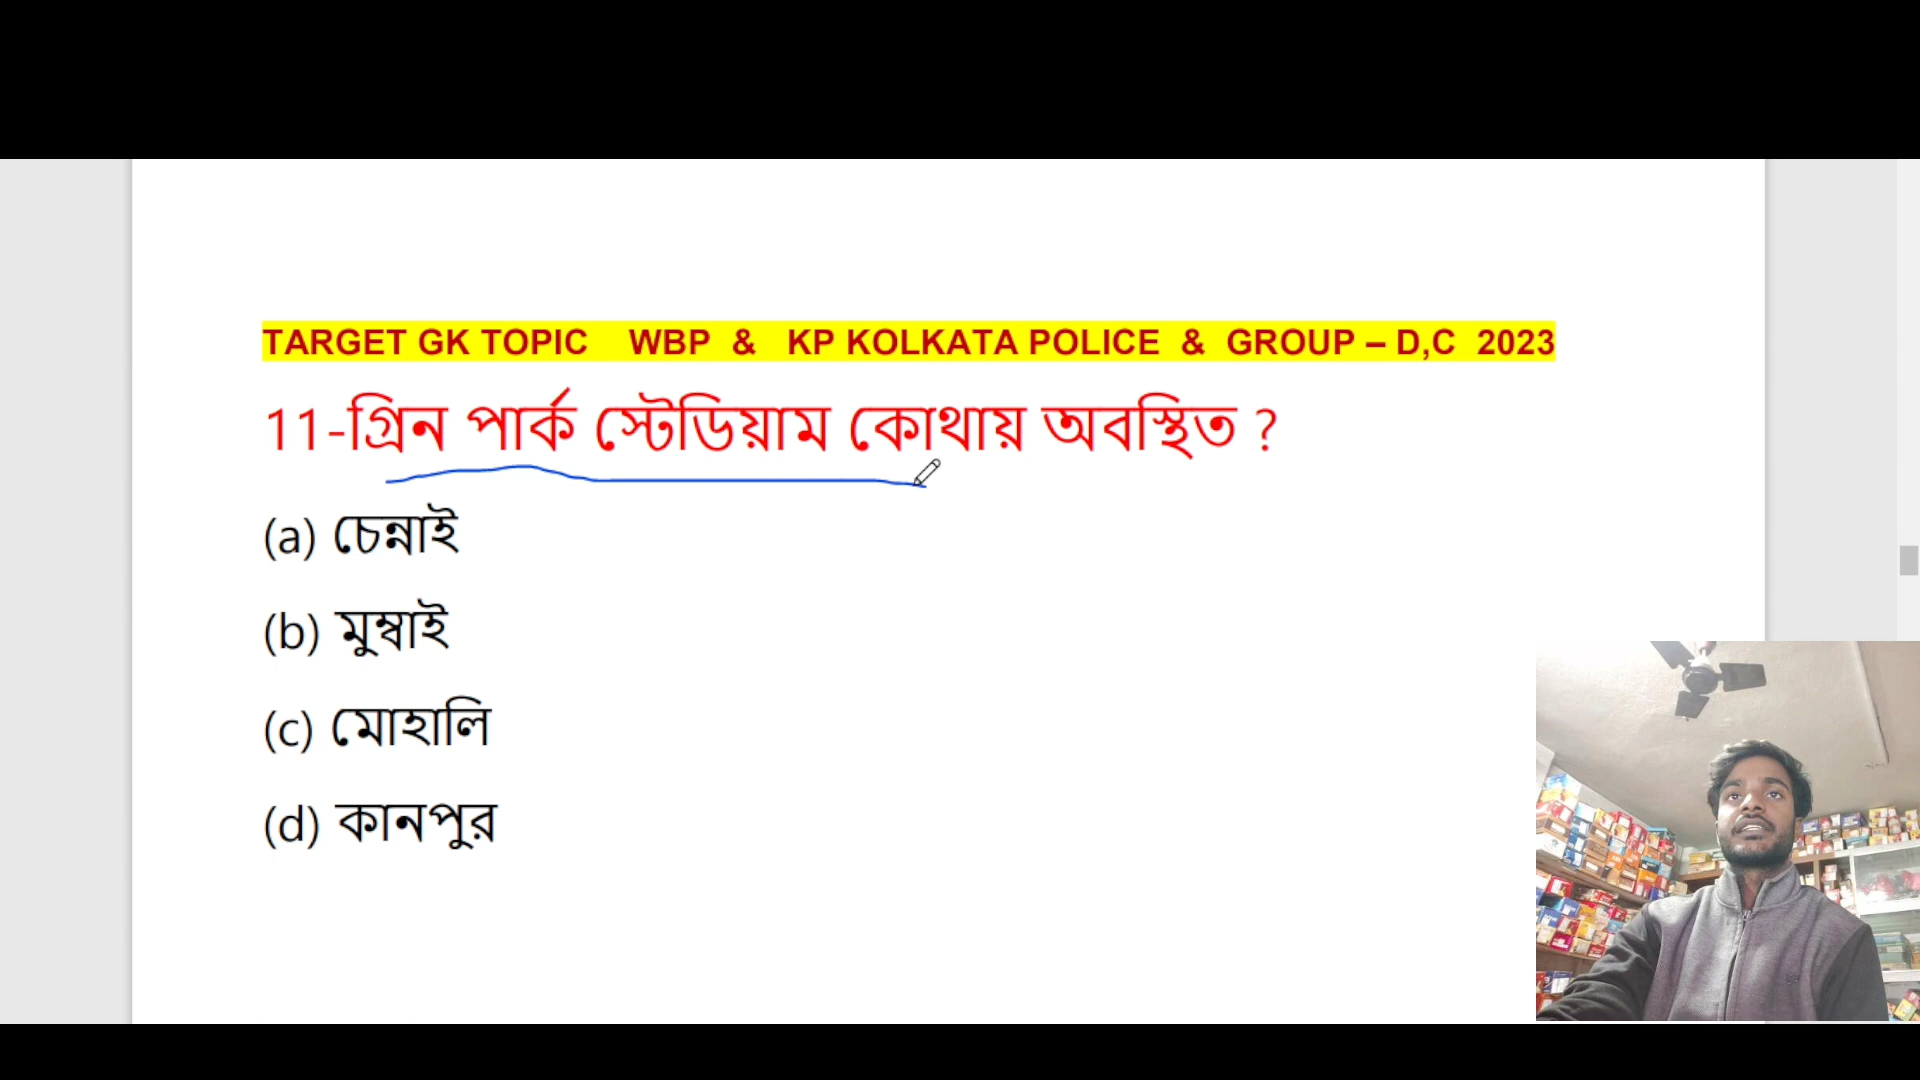 TARGET GK TOPIC WBP & KP KOLKATA POLICE & GROUP – D,C 2023
11-গ্রিন পার্ক স্টেডিয়াম কোথায় অবস্থিত ?
(a) চেন্নাই
(b) মুম্বাই
(c) মোহালি
(d) কানপুর